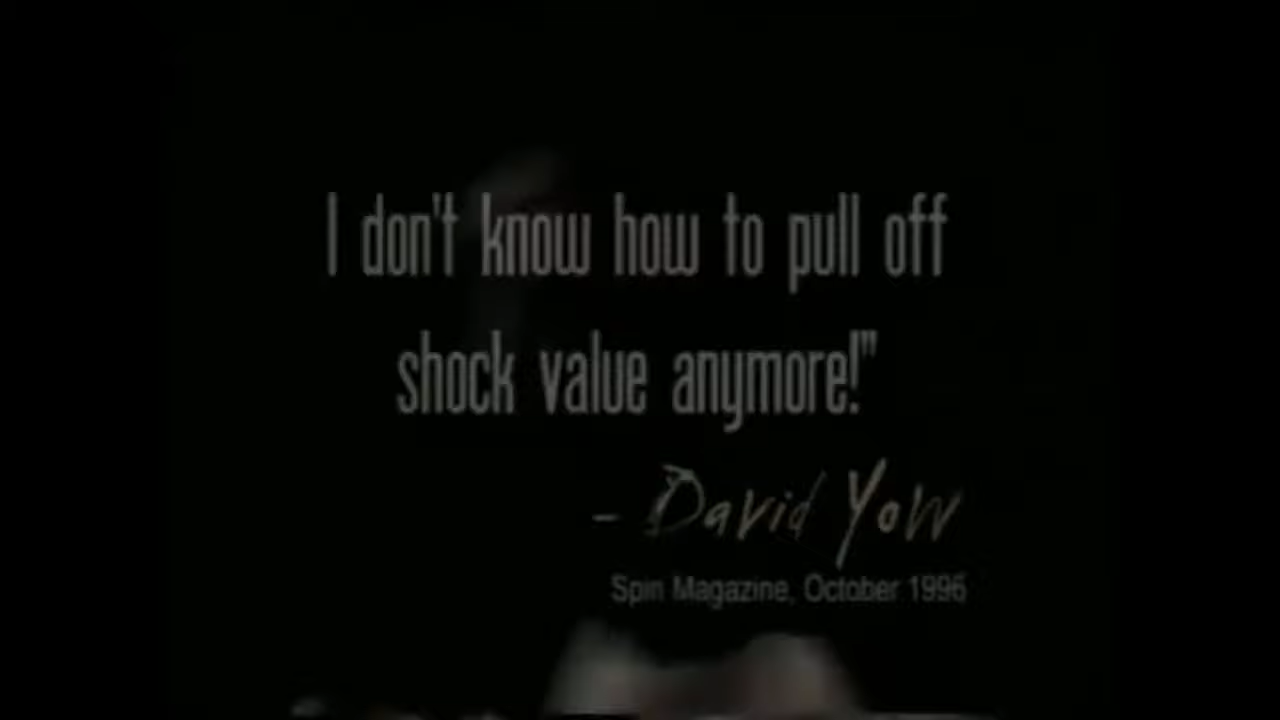 I don't know how to pull off
shock value anymore!"
- David Yow
Spin Magazine, October 1996